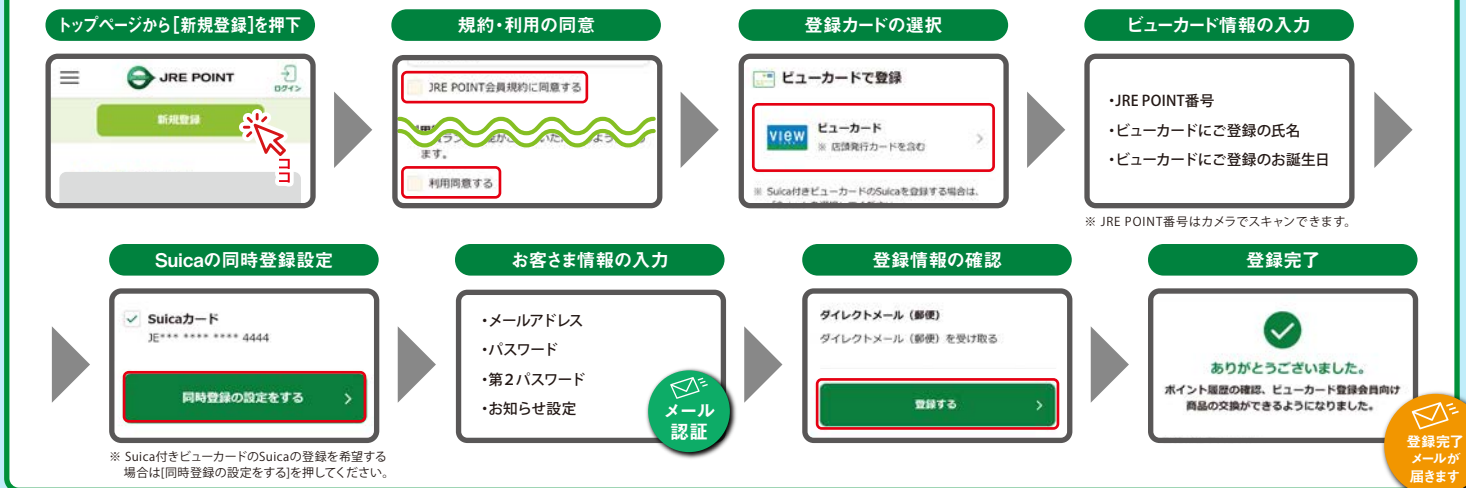 トップページから[新規登録]を押下
JRE POINT
ログイン
新規登録
ココ
規約・利用の同意
JRE POINT会員規約に同意する
ます。
利用同意する
登録カードの選択
ビューカードで登録
VIEW
ビューカード
※ 店頭発行カードを含む
※ Suica付きビューカードのSuicaを登録する場合は、
ビューカード情報の入力
・JRE POINT番号
・ビューカードにご登録の氏名
・ビューカードにご登録のお誕生日
※ JRE POINT番号はカメラでスキャンできます。
Suicaの同時登録設定
Suicaカード
JE*** **** **** 4444
同時登録の設定をする
※ Suica付きビューカードのSuicaの登録を希望する
場合は[同時登録の設定をする]を押してください。
お客さま情報の入力
・メールアドレス
・パスワード
・第2パスワード
・お知らせ設定
メール
認証
登録情報の確認
ダイレクトメール（郵便）
ダイレクトメール（郵便）を受け取る
登録する
登録完了
ありがとうございました。
ポイント履歴の確認、ビューカード登録会員向け
商品の交換ができるようになりました。
登録完了
メールが
届きます